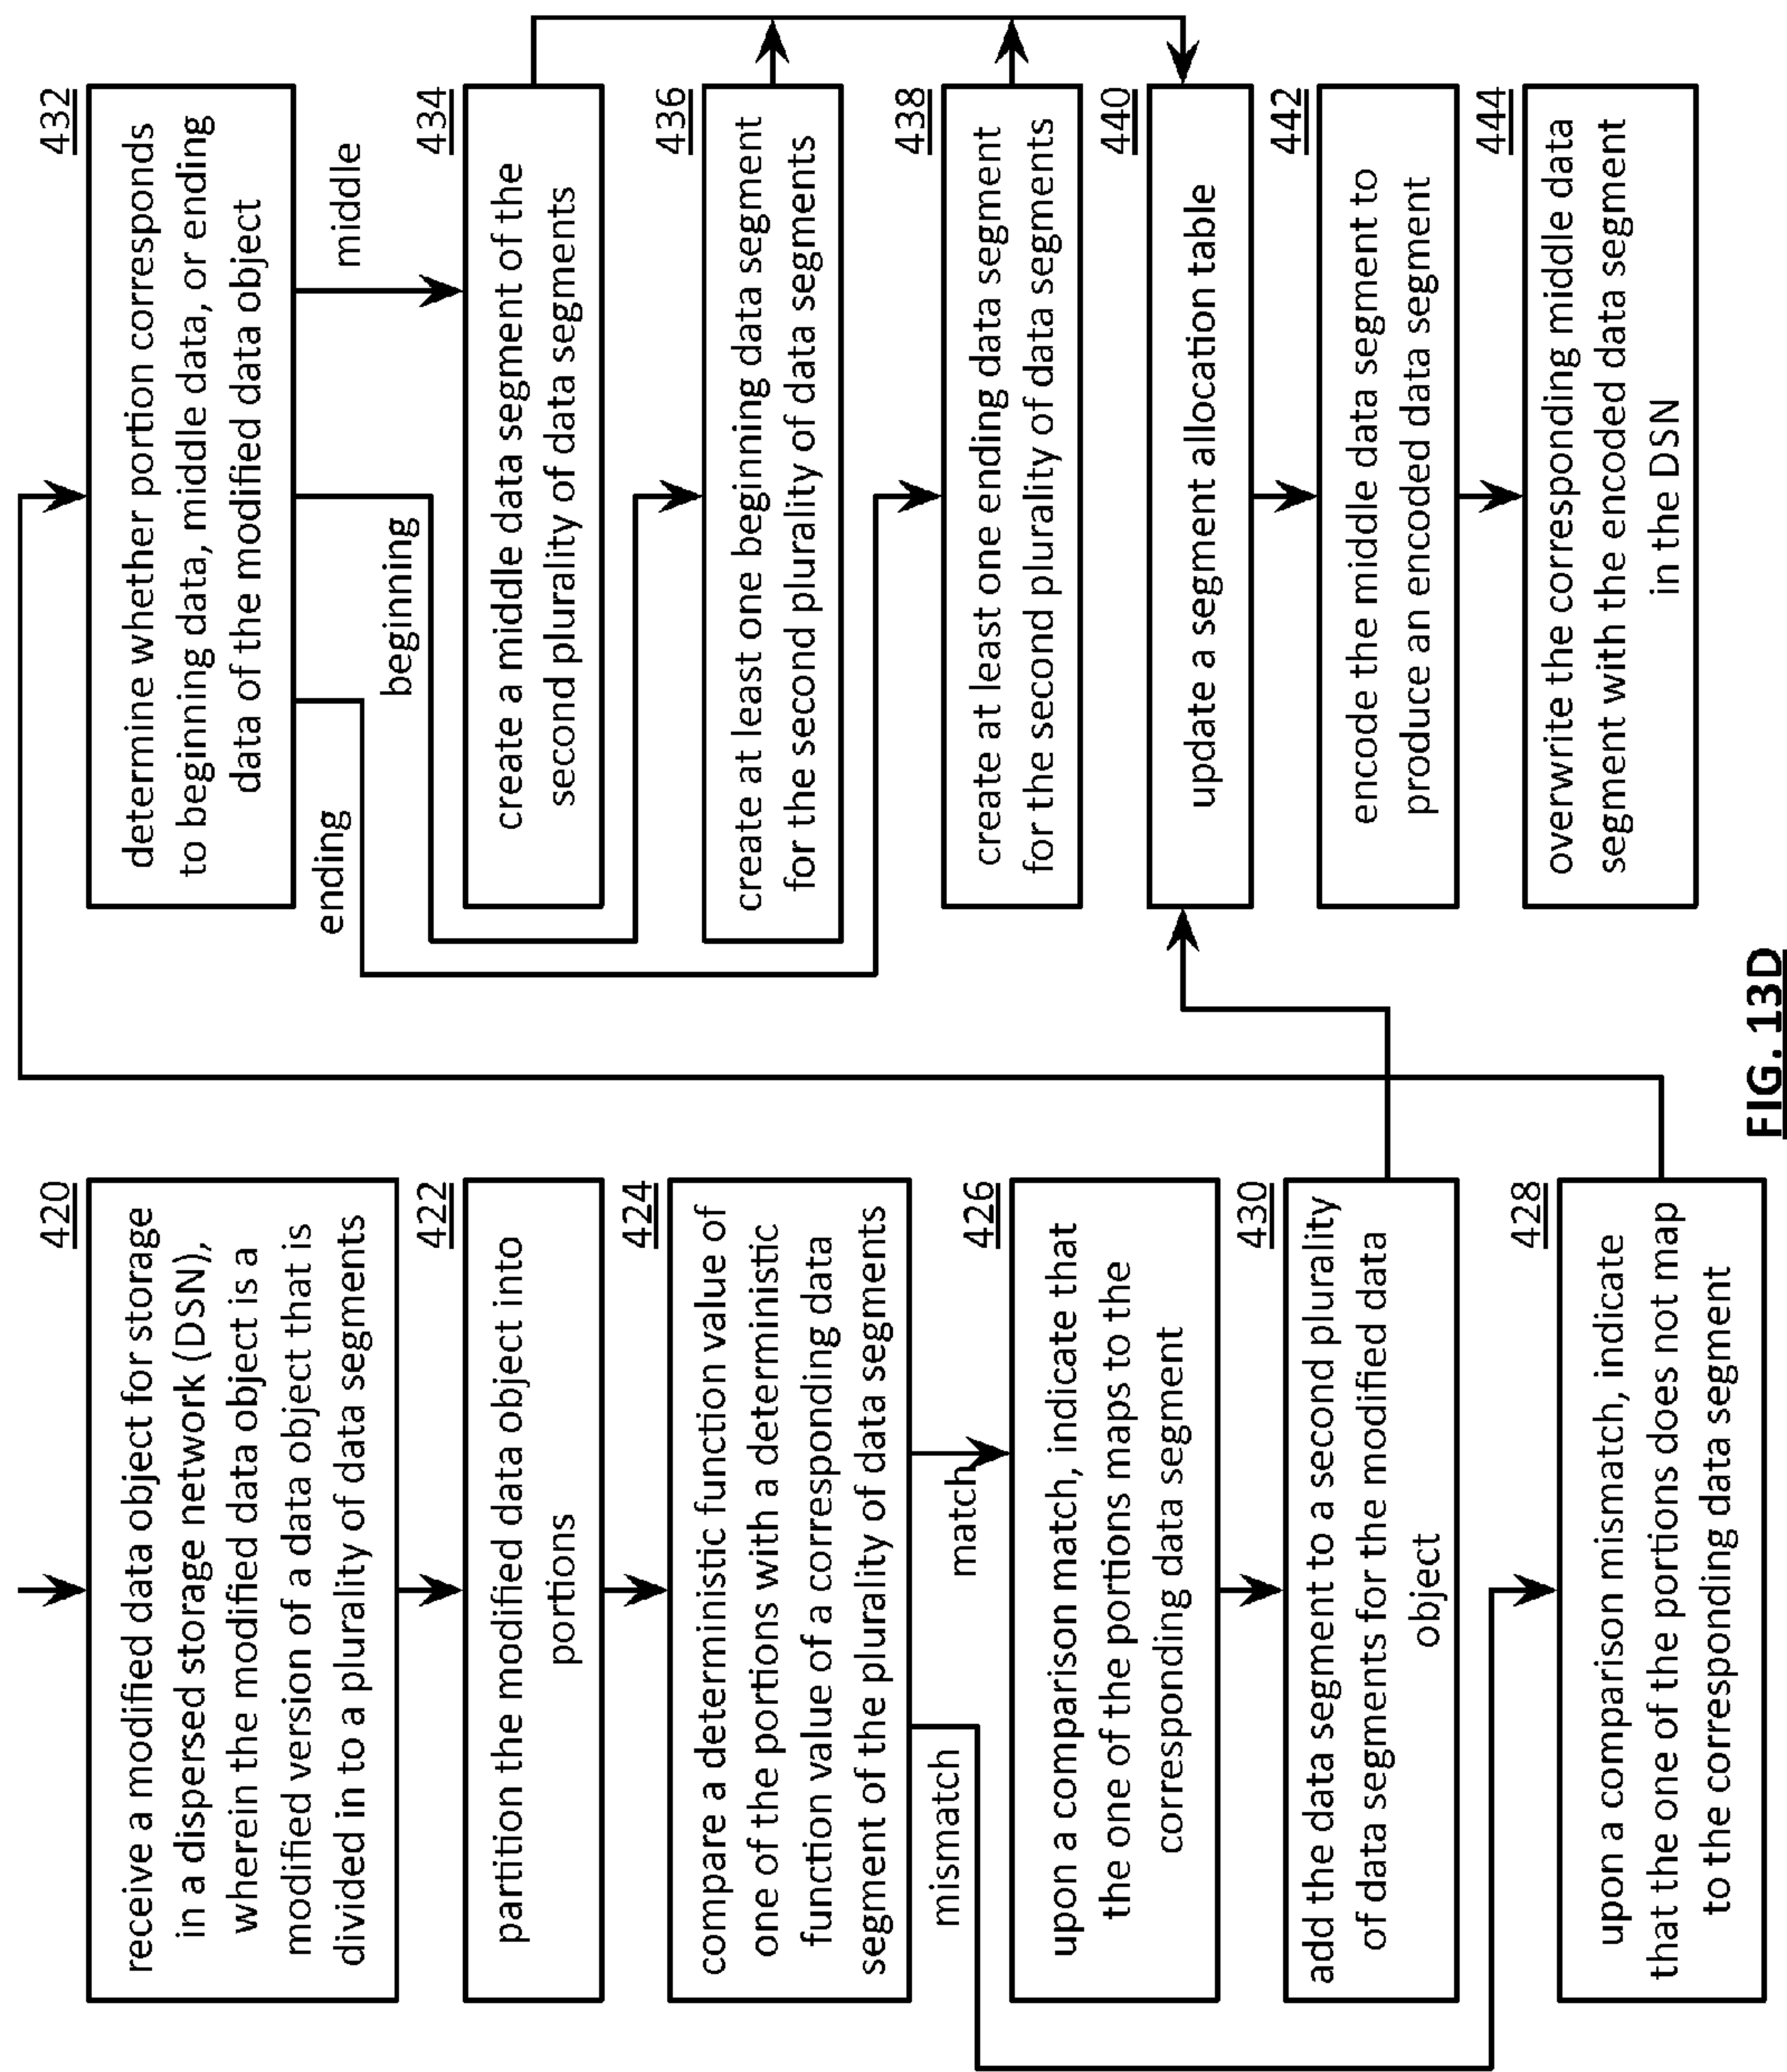 420
receive a modified data object for storage
in a dispersed storage network (DSN),
wherein the modified data object is a
modified version of a data object that is
divided in to a plurality of data segments
422
partition the modified data object into
portions
424
compare a deterministic function value of
one of the portions with a deterministic
function value of a corresponding data
segment of the plurality of data segments
mismatch
match
426
upon a comparison match, indicate that
the one of the portions maps to the
corresponding data segment
430
add the data segment to a second plurality
of data segments for the modified data
object
428
upon a comparison mismatch, indicate
that the one of the portions does not map
to the corresponding data segment
432
determine whether portion corresponds
to beginning data, middle data, or ending
data of the modified data object
ending
beginning
middle
434
create a middle data segment of the
second plurality of data segments
436
create at least one beginning data segment
for the second plurality of data segments
438
create at least one ending data segment
for the second plurality of data segments
440
update a segment allocation table
442
encode the middle data segment to
produce an encoded data segment
444
overwrite the corresponding middle data
segment with the encoded data segment
in the DSN
FIG. 13D